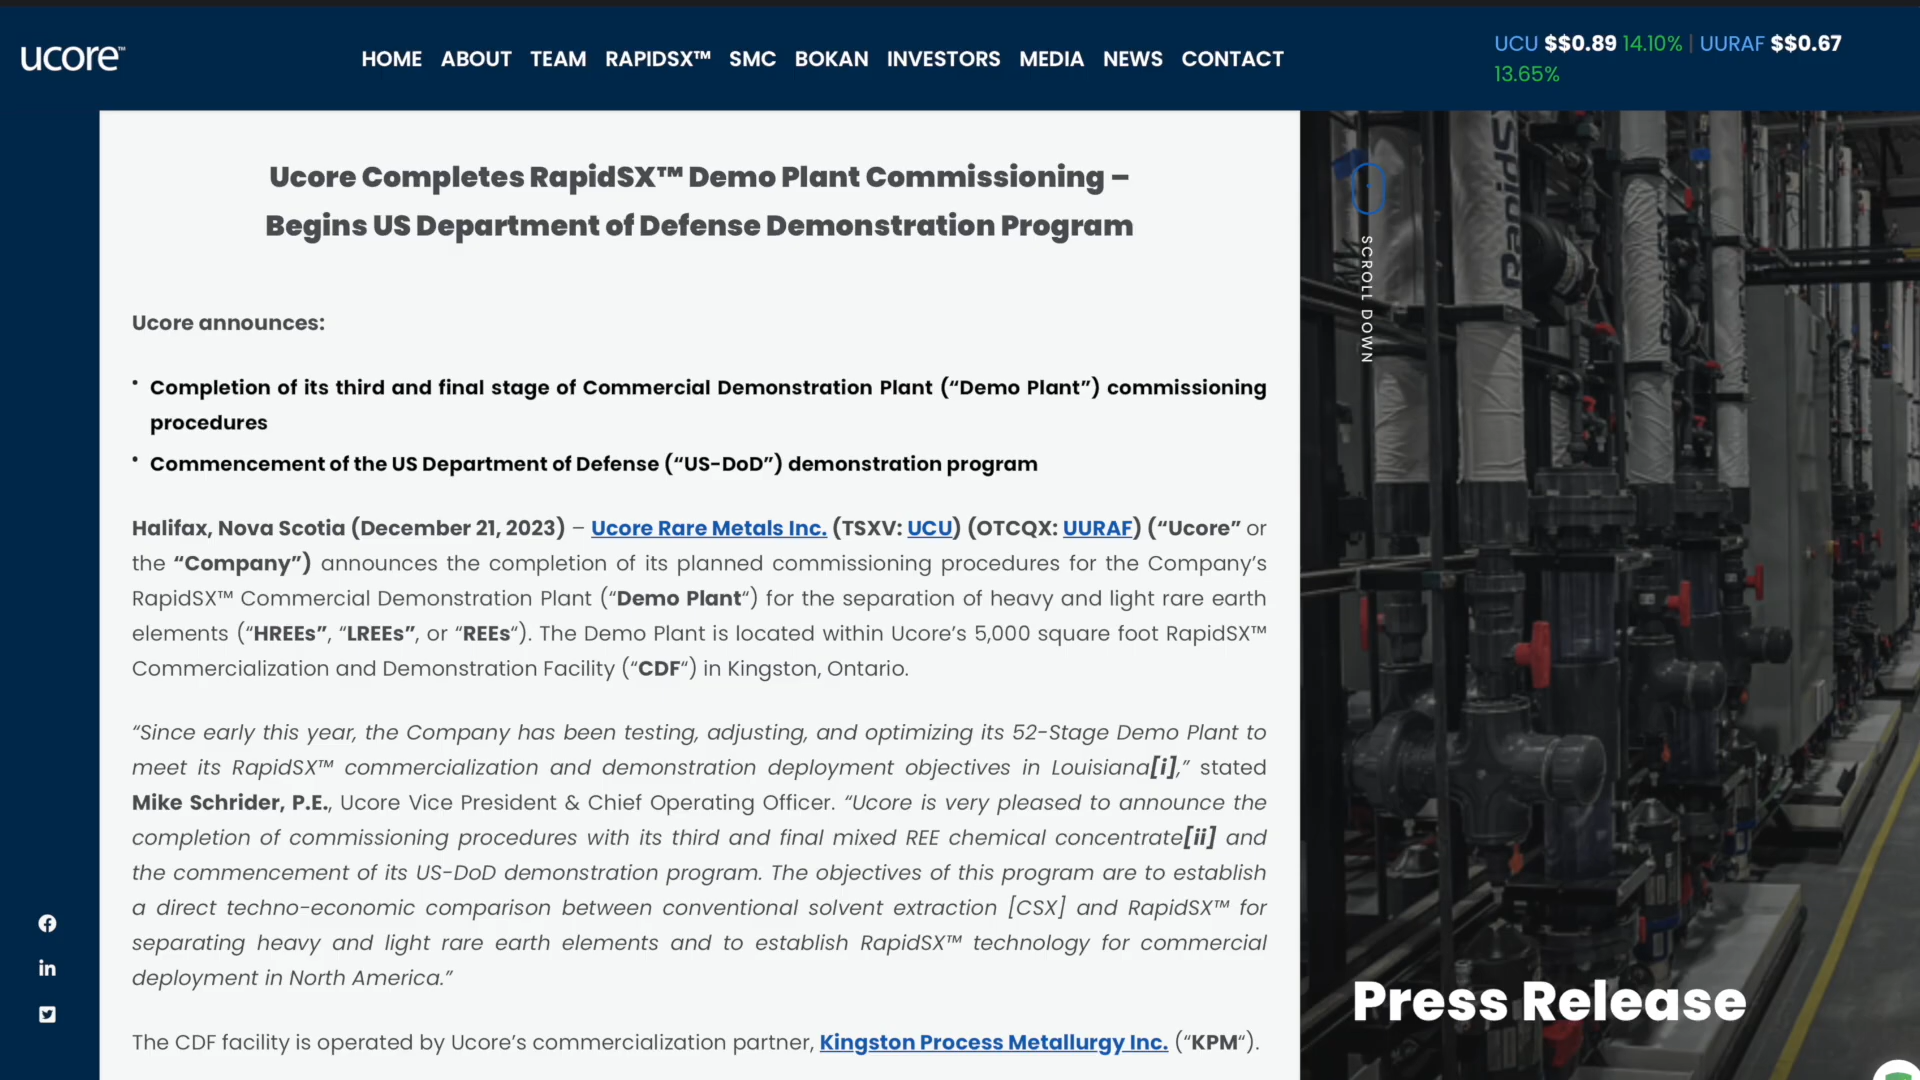 ucore™
HOME ABOUT TEAM RAPIDSX™ SMC BOKAN INVESTORS MEDIA NEWS CONTACT
UCU $$0.89 14.10% | UURAF $$0.67
13.65%
Ucore Completes RapidSX™ Demo Plant Commissioning –
Begins US Department of Defense Demonstration Program
Ucore announces:
• Completion of its third and final stage of Commercial Demonstration Plant (“Demo Plant”) commissioning
procedures
• Commencement of the US Department of Defense (“US-DoD”) demonstration program
Halifax, Nova Scotia (December 21, 2023) – Ucore Rare Metals Inc. (TSXV: UCU) (OTCQX: UURAF) (“Ucore” or
the “Company”) announces the completion of its planned commissioning procedures for the Company’s
RapidSX™ Commercial Demonstration Plant (“Demo Plant“) for the separation of heavy and light rare earth
elements (“HREEs”, “LREEs”, or “REEs“). The Demo Plant is located within Ucore’s 5,000 square foot RapidSX™
Commercialization and Demonstration Facility (“CDF“) in Kingston, Ontario.
“Since early this year, the Company has been testing, adjusting, and optimizing its 52-Stage Demo Plant to
meet its RapidSX™ commercialization and demonstration deployment objectives in Louisiana[i],” stated
Mike Schrider, P.E., Ucore Vice President & Chief Operating Officer. “Ucore is very pleased to announce the
completion of commissioning procedures with its third and final mixed REE chemical concentrate[ii] and
the commencement of its US-DoD demonstration program. The objectives of this program are to establish
a direct techno-economic comparison between conventional solvent extraction [CSX] and RapidSX™ for
separating heavy and light rare earth elements and to establish RapidSX™ technology for commercial
deployment in North America.”
The CDF facility is operated by Ucore’s commercialization partner, Kingston Process Metallurgy Inc. (“KPM“).
SCROLL DOWN
RapidS
Press Release